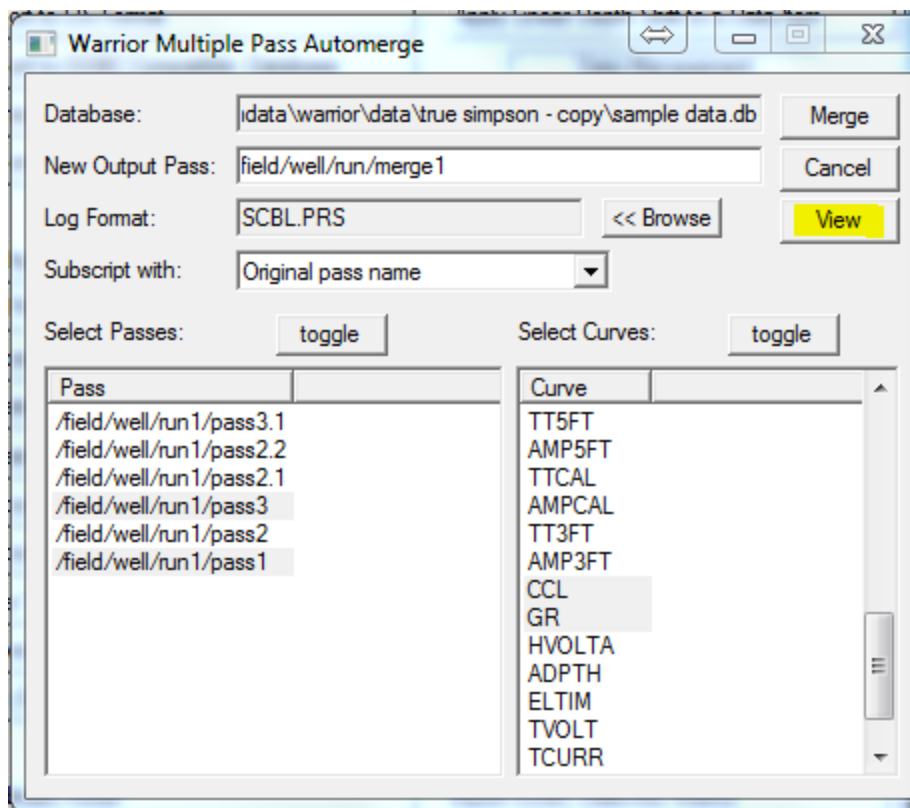 Warrior Multiple Pass Automerge
Database:
data\warrior\data\true simpson - copy\sample data.db
Merge
New Output Pass:
field/well/run/merge1
Cancel
Log Format:
SCBL.PRS
<< Browse
View
Subscript with:
Original pass name
Select Passes:
toggle
Select Curves:
toggle
Pass
/field/well/run1/pass3.1
/field/well/run1/pass2.2
/field/well/run1/pass2.1
/field/well/run1/pass3
/field/well/run1/pass2
/field/well/run1/pass1
Curve
TT5FT
AMP5FT
TTCAL
AMPCAL
TT3FT
AMP3FT
CCL
GR
HVOLTA
ADPTH
ELTIM
TVOLT
TCURR